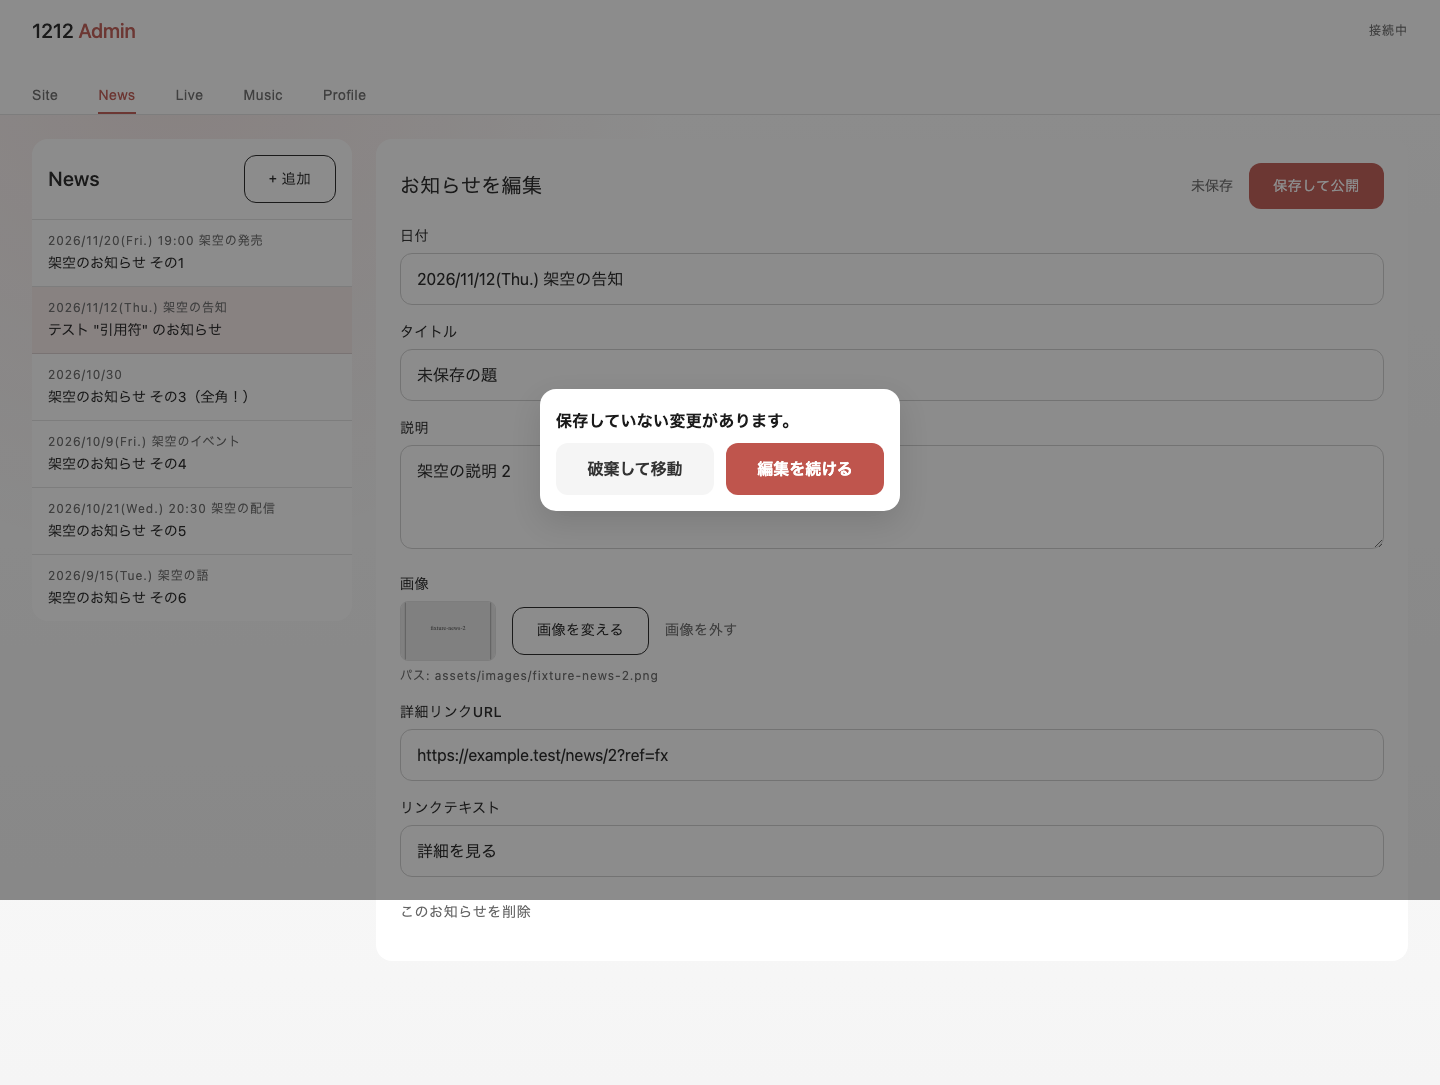 1212 Admin
接続中
Site
News
Live
Music
Profile
News
+ 追加
2026/11/20(Fri.) 19:00 架空の発売
架空のお知らせ その1
2026/11/12(Thu.) 架空の告知
テスト "引用符" のお知らせ
2026/10/30
架空のお知らせ その3（全角！）
2026/10/9(Fri.) 架空のイベント
架空のお知らせ その4
2026/10/21(Wed.) 20:30 架空の配信
架空のお知らせ その5
2026/9/15(Tue.) 架空の語
架空のお知らせ その6
お知らせを編集
未保存
保存して公開
日付
2026/11/12(Thu.) 架空の告知
タイトル
未保存の題
説明
架空の説明 2
保存していない変更があります。
破棄して移動
編集を続ける
画像
fixture-news-2
画像を変える
画像を外す
パス: assets/images/fixture-news-2.png
詳細リンクURL
https://example.test/news/2?ref=fx
リンクテキスト
詳細を見る
このお知らせを削除